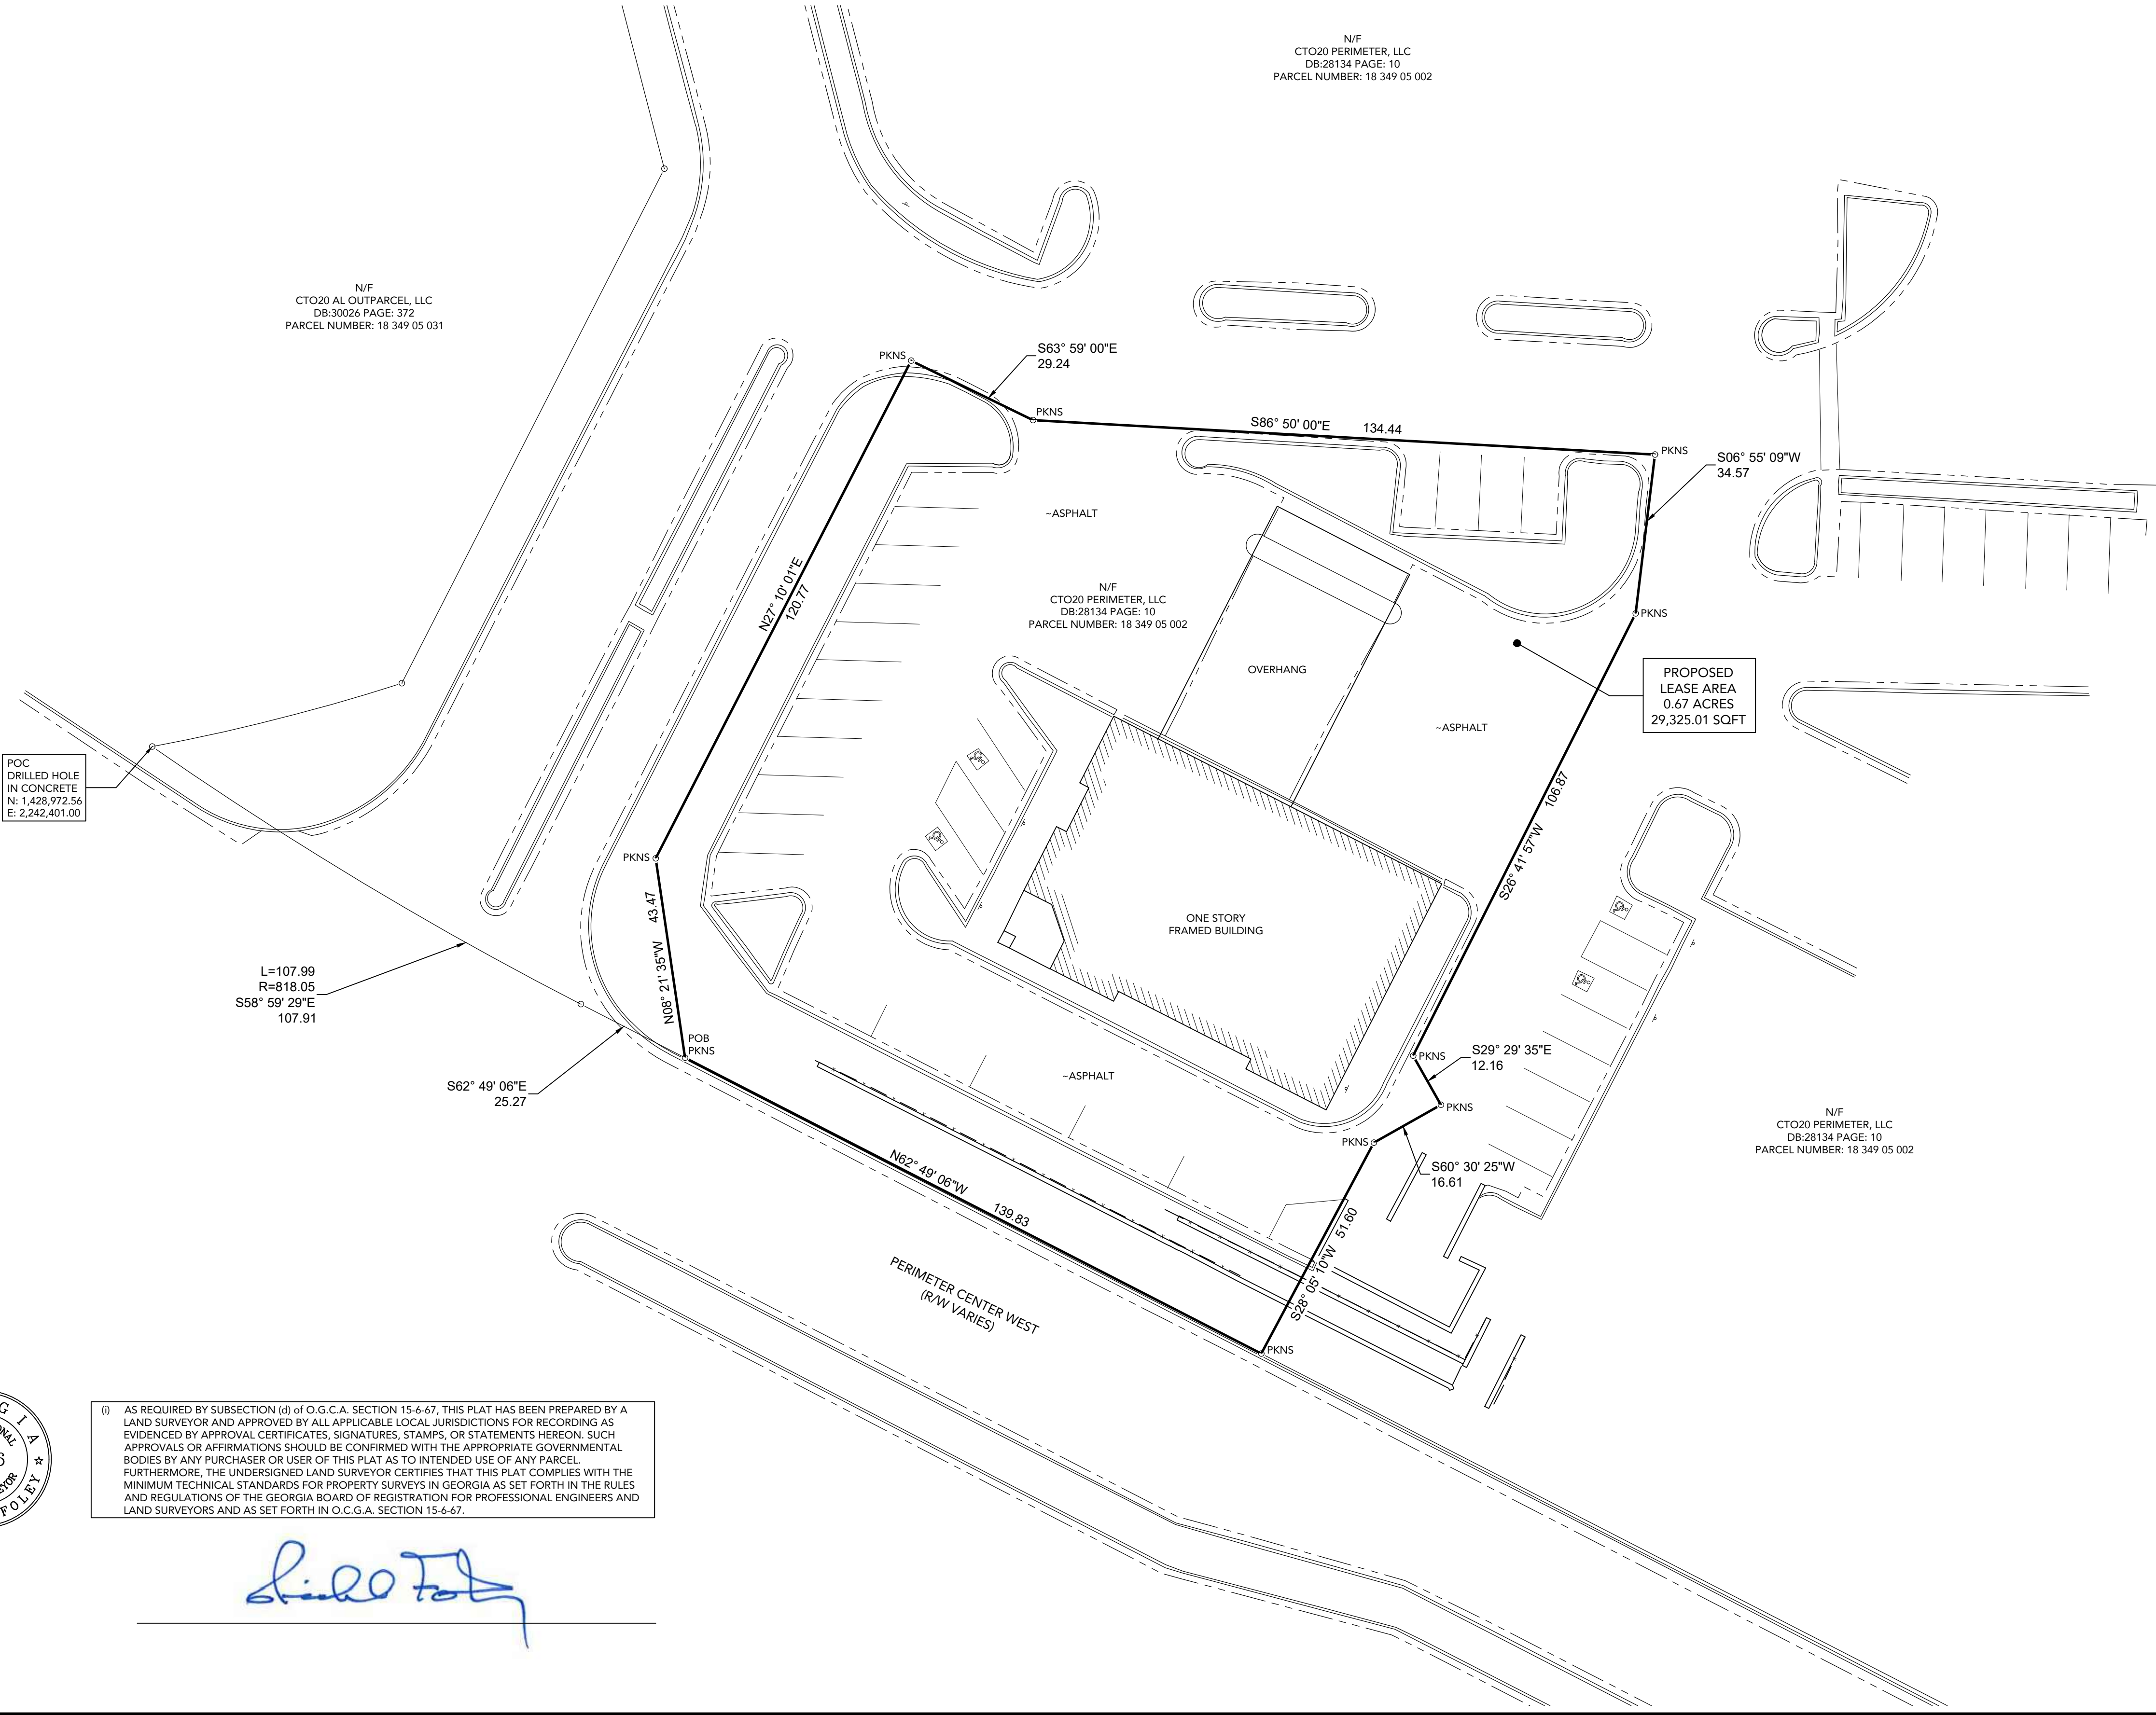 N/F
CTO20 PERIMETER, LLC
DB:28134 PAGE: 10
PARCEL NUMBER: 18 349 05 002
N/F
CTO20 AL OUTPARCEL, LLC
DB:30026 PAGE: 372
PARCEL NUMBER: 18 349 05 031
PKNS
S63° 59' 00"E
29.24
PKNS
S86° 50' 00"E 134.44
PKNS
S06° 55' 09"W
34.57
~ASPHALT
N27° 10' 01"E
120.77
N/F
CTO20 PERIMETER, LLC
DB:28134 PAGE: 10
PARCEL NUMBER: 18 349 05 002
PKNS
OVERHANG
PROPOSED
LEASE AREA
0.67 ACRES
29,325.01 SQFT
~ASPHALT
POC
DRILLED HOLE
IN CONCRETE
N: 1,428,972.56
E: 2,242,401.00
S26° 41' 57"W 106.87
PKNS
N08° 21' 35"W 43.47
ONE STORY
FRAMED BUILDING
L=107.99
R=818.05
S58° 59' 29"E
107.91
POB
PKNS
S62° 49' 06"E
25.27
~ASPHALT
PKNS
S29° 29' 35"E
12.16
PKNS
PKNS
S60° 30' 25"W
16.61
N/F
CTO20 PERIMETER, LLC
DB:28134 PAGE: 10
PARCEL NUMBER: 18 349 05 002
N62° 49' 06"W 139.83
S28° 05' 10"W 51.60
PERIMETER CENTER WEST
(R/W VARIES)
PKNS
(i) AS REQUIRED BY SUBSECTION (d) of O.G.C.A. SECTION 15-6-67, THIS PLAT HAS BEEN PREPARED BY A
LAND SURVEYOR AND APPROVED BY ALL APPLICABLE LOCAL JURISDICTIONS FOR RECORDING AS
EVIDENCED BY APPROVAL CERTIFICATES, SIGNATURES, STAMPS, OR STATEMENTS HEREON. SUCH
APPROVALS OR AFFIRMATIONS SHOULD BE CONFIRMED WITH THE APPROPRIATE GOVERNMENTAL
BODIES BY ANY PURCHASER OR USER OF THIS PLAT AS TO INTENDED USE OF ANY PARCEL.
FURTHERMORE, THE UNDERSIGNED LAND SURVEYOR CERTIFIES THAT THIS PLAT COMPLIES WITH THE
MINIMUM TECHNICAL STANDARDS FOR PROPERTY SURVEYS IN GEORGIA AS SET FORTH IN THE RULES
AND REGULATIONS OF THE GEORGIA BOARD OF REGISTRATION FOR PROFESSIONAL ENGINEERS AND
LAND SURVEYORS AND AS SET FORTH IN O.C.G.A. SECTION 15-6-67.
FOLEY